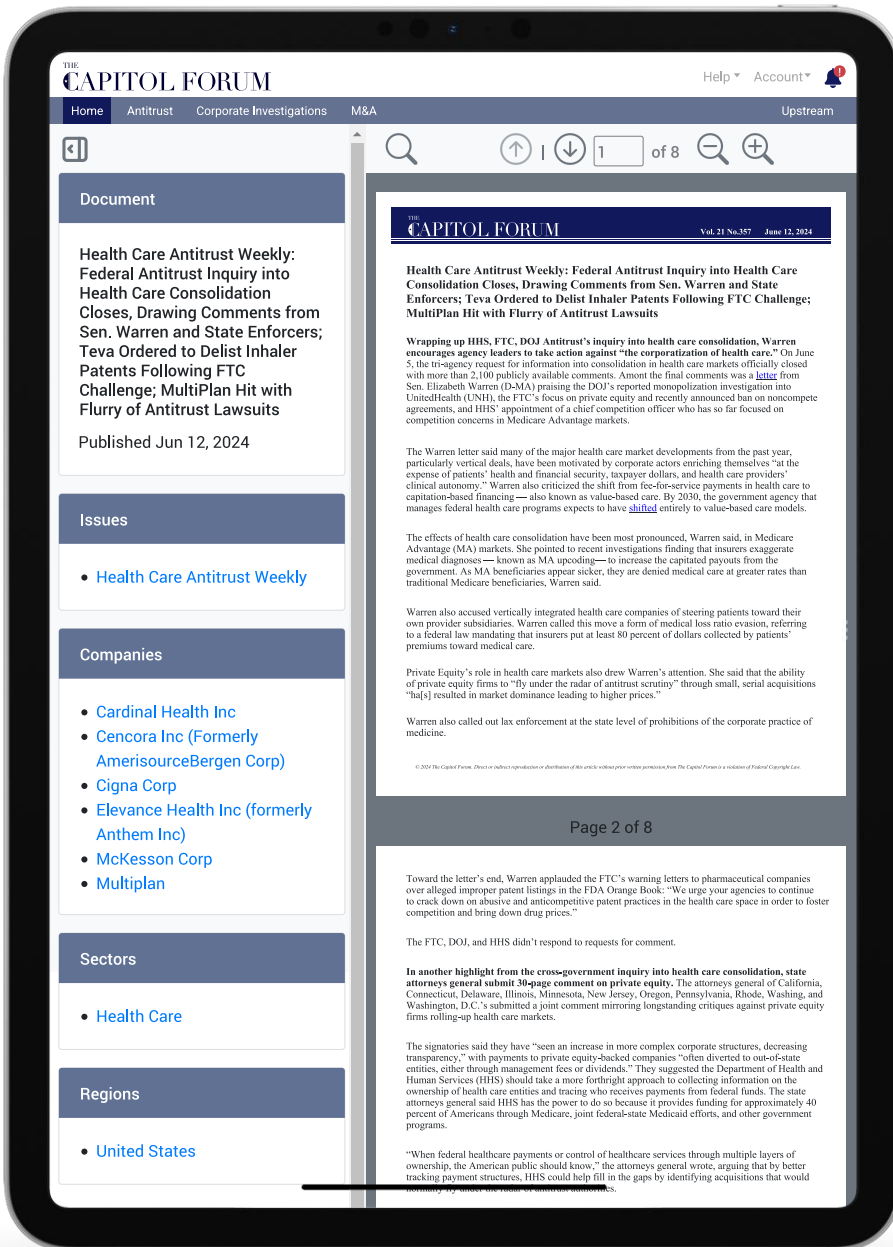 THE
CAPITOL FORUM
Help Account !
Home Antitrust Corporate Investigations M&A Upstream
1 of 8
Document
Health Care Antitrust Weekly:
Federal Antitrust Inquiry into
Health Care Consolidation
Closes, Drawing Comments from
Sen. Warren and State Enforcers;
Teva Ordered to Delist Inhaler
Patents Following FTC
Challenge; MultiPlan Hit with
Flurry of Antitrust Lawsuits
Published Jun 12, 2024
Issues
• Health Care Antitrust Weekly
Companies
• Cardinal Health Inc
• Cencora Inc (Formerly
AmerisourceBergen Corp)
• Cigna Corp
• Elevance Health Inc (formerly
Anthem Inc)
• McKesson Corp
• Multiplan
Sectors
• Health Care
Regions
• United States
THE
CAPITOL FORUM Vol. 21 No.357 June 12, 2024
Health Care Antitrust Weekly: Federal Antitrust Inquiry into Health Care
Consolidation Closes, Drawing Comments from Sen. Warren and State
Enforcers; Teva Ordered to Delist Inhaler Patents Following FTC Challenge;
MultiPlan Hit with Flurry of Antitrust Lawsuits
Wrapping up HHS, FTC, DOJ Antitrust's inquiry into health care consolidation, Warren
encourages agency leaders to take action against “the corporatization of health care.” On June
5, the tri-agency request for information into consolidation in health care markets officially closed
with more than 2,100 publicly available comments. Amont the final comments was a letter from
Sen. Elizabeth Warren (D-MA) praising the DOJ's reported monopolization investigation into
UnitedHealth (UNH), the FTC's focus on private equity and recently announced ban on noncompete
agreements, and HHS' appointment of a chief competition officer who has so far focused on
competition concerns in Medicare Advantage markets.
The Warren letter said many of the major health care market developments from the past year,
particularly vertical deals, have been motivated by corporate actors enriching themselves “at the
expense of patients' health and financial security, taxpayer dollars, and health care providers'
clinical autonomy.” Warren also criticized the shift from fee-for-service payments in health care to
capitation-based financing — also known as value-based care. By 2030, the government agency that
manages federal health care programs expects to have shifted entirely to value-based care models.
The effects of health care consolidation have been most pronounced, Warren said, in Medicare
Advantage (MA) markets. She pointed to recent investigations finding that insurers exaggerate
medical diagnoses — known as MA upcoding— to increase the capitated payouts from the
government. As MA beneficiaries appear sicker, they are denied medical care at greater rates than
traditional Medicare beneficiaries, Warren said.
Warren also accused vertically integrated health care companies of steering patients toward their
own provider subsidiaries. Warren called this move a form of medical loss ratio evasion, referring
to a federal law mandating that insurers put at least 80 percent of dollars collected by patients'
premiums toward medical care.
Private Equity's role in health care markets also drew Warren's attention. She said that the ability
of private equity firms to “fly under the radar of antitrust scrutiny” through small, serial acquisitions
“ha[s] resulted in market dominance leading to higher prices.”
Warren also called out lax enforcement at the state level of prohibitions of the corporate practice of
medicine.
© 2024 The Capitol Forum. Direct or indirect reproduction or distribution of this article without prior written permission from The Capitol Forum is a violation of Federal Copyright Law.
Page 2 of 8
Toward the letter's end, Warren applauded the FTC's warning letters to pharmaceutical companies
over alleged improper patent listings in the FDA Orange Book: “We urge your agencies to continue
to crack down on abusive and anticompetitive patent practices in the health care space in order to foster
competition and bring down drug prices.”
The FTC, DOJ, and HHS didn't respond to requests for comment.
In another highlight from the cross-government inquiry into health care consolidation, state
attorneys general submit 30-page comment on private equity. The attorneys general of California,
Connecticut, Delaware, Illinois, Minnesota, New Jersey, Oregon, Pennsylvania, Rhode, Washing, and
Washington, D.C.'s submitted a joint comment mirroring longstanding critiques against private equity
firms rolling-up health care markets.
The signatories said they have “seen an increase in more complex corporate structures, decreasing
transparency,” with payments to private equity-backed companies “often diverted to out-of-state
entities, either through management fees or dividends.” They suggested the Department of Health and
Human Services (HHS) should take a more forthright approach to collecting information on the
ownership of health care entities and tracing who receives payments from federal funds. The state
attorneys general said HHS has the power to do so because it provides funding for approximately 40
percent of Americans through Medicare, joint federal-state Medicaid efforts, and other government
programs.
“When federal healthcare payments or control of healthcare services through multiple layers of
ownership, the American public should know,” the attorneys general wrote, arguing that by better
tracking payment structures, HHS could help fill in the gaps by identifying acquisitions that would
normally fly under the radar of antitrust authorities.